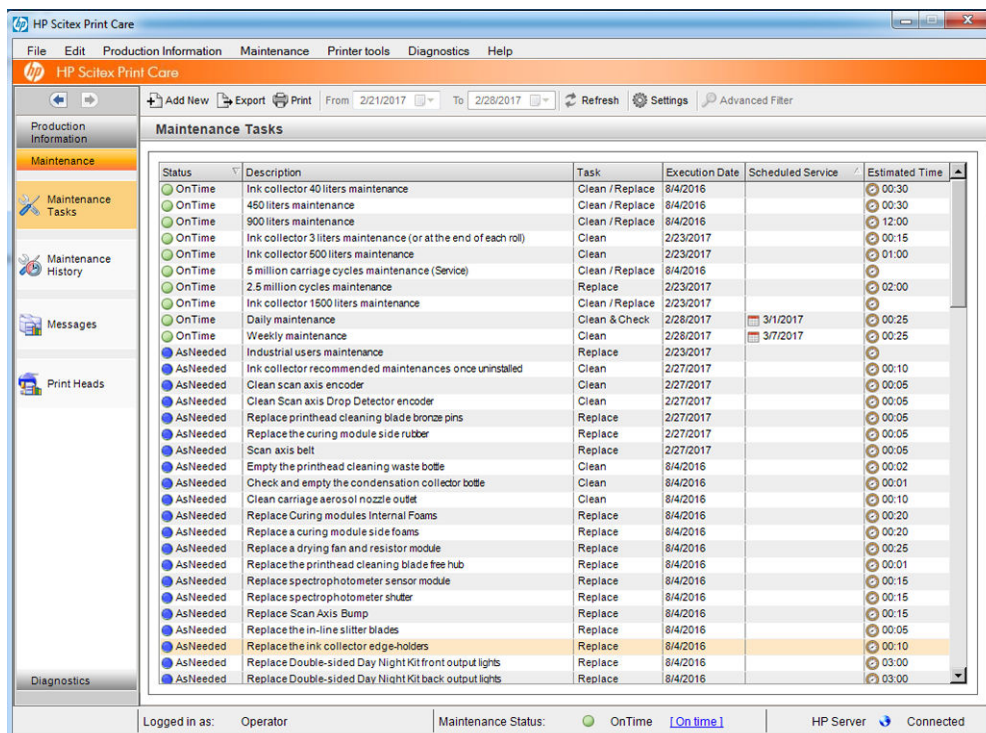 HP Scitex Print Care
File Edit Production Information Maintenance Printer tools Diagnostics Help
hp HP Scitex Print Care
Add New Export Print From 2/21/2017 To 2/28/2017 Refresh Settings Advanced Filter
Production Information
Maintenance
Maintenance Tasks
Maintenance History
Messages
Print Heads
Diagnostics
Maintenance Tasks
Status Description Task Execution Date Scheduled Service Estimated Time
OnTime Ink collector 40 liters maintenance Clean / Replace 8/4/2016 00:30
OnTime 450 liters maintenance Clean / Replace 8/4/2016 00:30
OnTime 900 liters maintenance Clean / Replace 8/4/2016 12:00
OnTime Ink collector 3 liters maintenance (or at the end of each roll) Clean 2/23/2017 00:15
OnTime Ink collector 500 liters maintenance Clean 2/23/2017 01:00
OnTime 5 million carriage cycles maintenance (Service) Clean / Replace 8/4/2016
OnTime 2.5 million cycles maintenance Replace 2/23/2017 02:00
OnTime Ink collector 1500 liters maintenance Clean / Replace 2/23/2017
OnTime Daily maintenance Clean & Check 2/28/2017 3/1/2017 00:25
OnTime Weekly maintenance Clean 2/28/2017 3/7/2017 00:25
AsNeeded Industrial users maintenance Replace 2/23/2017
AsNeeded Ink collector recommended maintenances once uninstalled Clean 2/27/2017 00:10
AsNeeded Clean scan axis encoder Clean 2/27/2017 00:05
AsNeeded Clean Scan axis Drop Detector encoder Clean 2/27/2017 00:05
AsNeeded Replace printhead cleaning blade bronze pins Replace 2/27/2017 00:05
AsNeeded Replace the curing module side rubber Replace 2/27/2017 00:05
AsNeeded Scan axis belt Replace 2/27/2017 00:05
AsNeeded Empty the printhead cleaning waste bottle Clean 8/4/2016 00:02
AsNeeded Check and empty the condensation collector bottle Clean 8/4/2016 00:01
AsNeeded Clean carriage aerosol nozzle outlet Clean 8/4/2016 00:10
AsNeeded Replace Curing modules Internal Foams Replace 8/4/2016 00:20
AsNeeded Replace a curing module side foams Replace 8/4/2016 00:20
AsNeeded Replace a drying fan and resistor module Replace 8/4/2016 00:25
AsNeeded Replace the printhead cleaning blade free hub Replace 8/4/2016 00:01
AsNeeded Replace spectrophotometer sensor module Replace 8/4/2016 00:15
AsNeeded Replace spectrophotometer shutter Replace 8/4/2016 00:15
AsNeeded Replace Scan Axis Bump Replace 8/4/2016 00:15
AsNeeded Replace the in-line slitter blades Replace 8/4/2016 00:05
AsNeeded Replace the ink collector edge-holders Replace 8/4/2016 00:10
AsNeeded Replace Double-sided Day Night Kit front output lights Replace 8/4/2016 03:00
AsNeeded Replace Double-sided Day Night Kit back output lights Replace 8/4/2016 03:00
Logged in as: Operator Maintenance Status: OnTime [ On time ] HP Server Connected